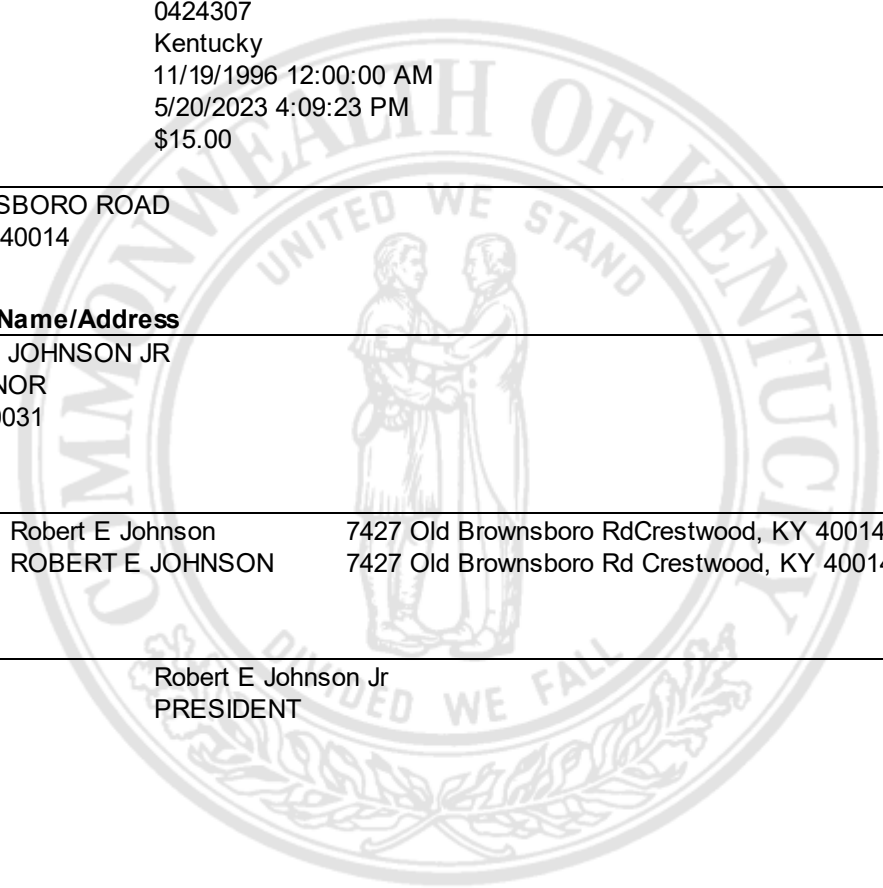 0424307
Kentucky
11/19/1996 12:00:00 AM
5/20/2023 4:09:23 PM
$15.00
SBORO ROAD
40014
Name/Address
JOHNSON JR
NOR
0031
Robert E Johnson 7427 Old Brownsboro RdCrestwood, KY 40014
ROBERT E JOHNSON 7427 Old Brownsboro Rd Crestwood, KY 40014
Robert E Johnson Jr
PRESIDENT
COMMONWEALTH OF KENTUCKY
UNITED WE STAND
DIVIDED WE FALL